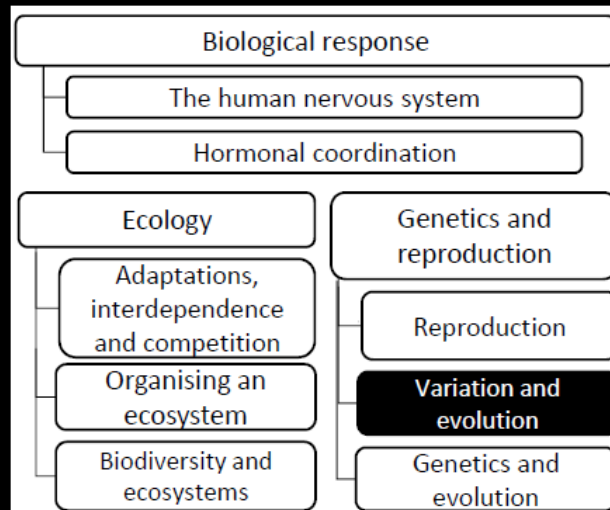 Biological response
The human nervous system
Hormonal coordination
Ecology
Adaptations,
interdependence
and competition
Organising an
ecosystem
Biodiversity and
ecosystems
Genetics and
reproduction
Reproduction
Variation and
evolution
Genetics and
evolution